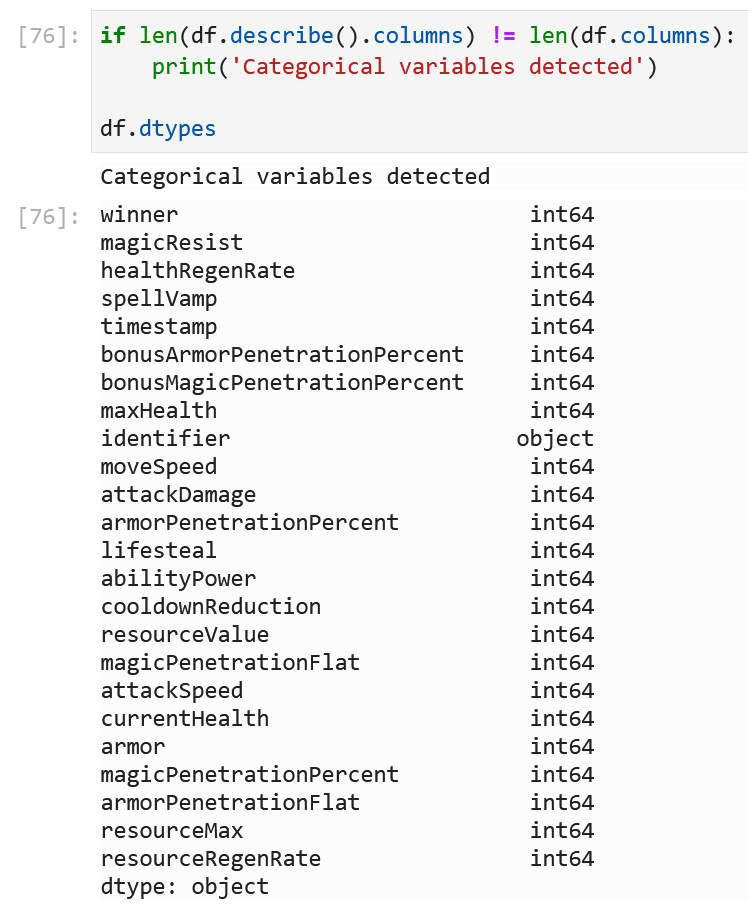 [76]: if len(df.describe().columns) != len(df.columns):
print('Categorical variables detected')
df.dtypes
Categorical variables detected
[76]: winner int64
magicResist int64
healthRegenRate int64
spellVamp int64
timestamp int64
bonusArmorPenetrationPercent int64
bonusMagicPenetrationPercent int64
maxHealth int64
identifier object
moveSpeed int64
attackDamage int64
armorPenetrationPercent int64
lifesteal int64
abilityPower int64
cooldownReduction int64
resourceValue int64
magicPenetrationFlat int64
attackSpeed int64
currentHealth int64
armor int64
magicPenetrationPercent int64
armorPenetrationFlat int64
resourceMax int64
resourceRegenRate int64
dtype: object